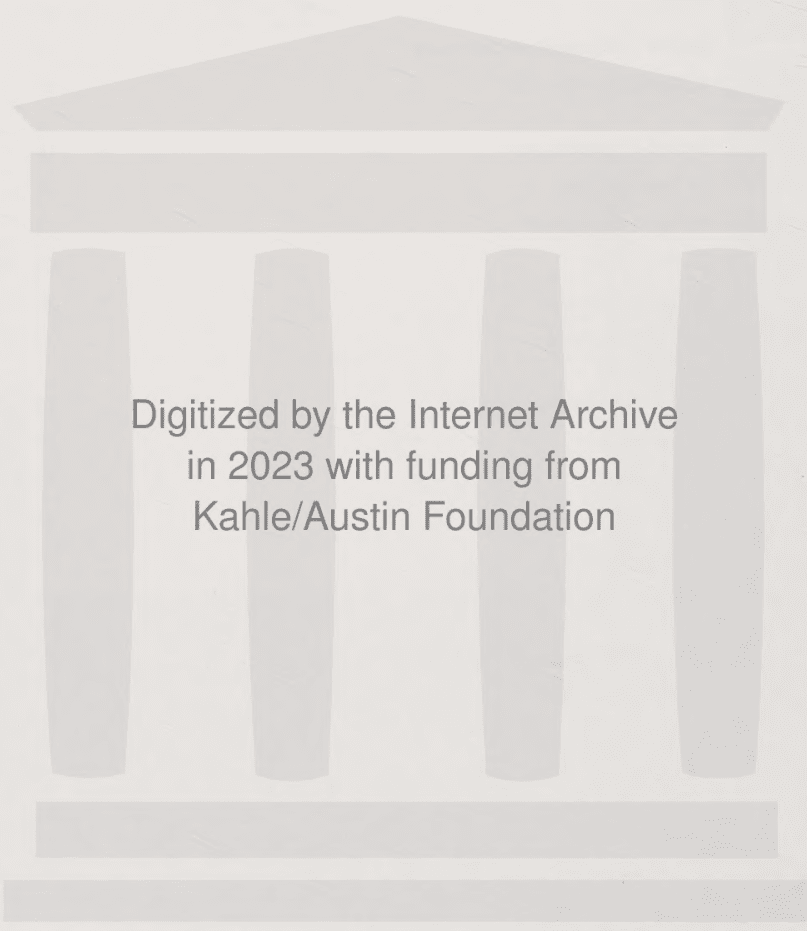 Digitized by the Internet Archive
in 2023 with funding from
Kahle/Austin Foundation